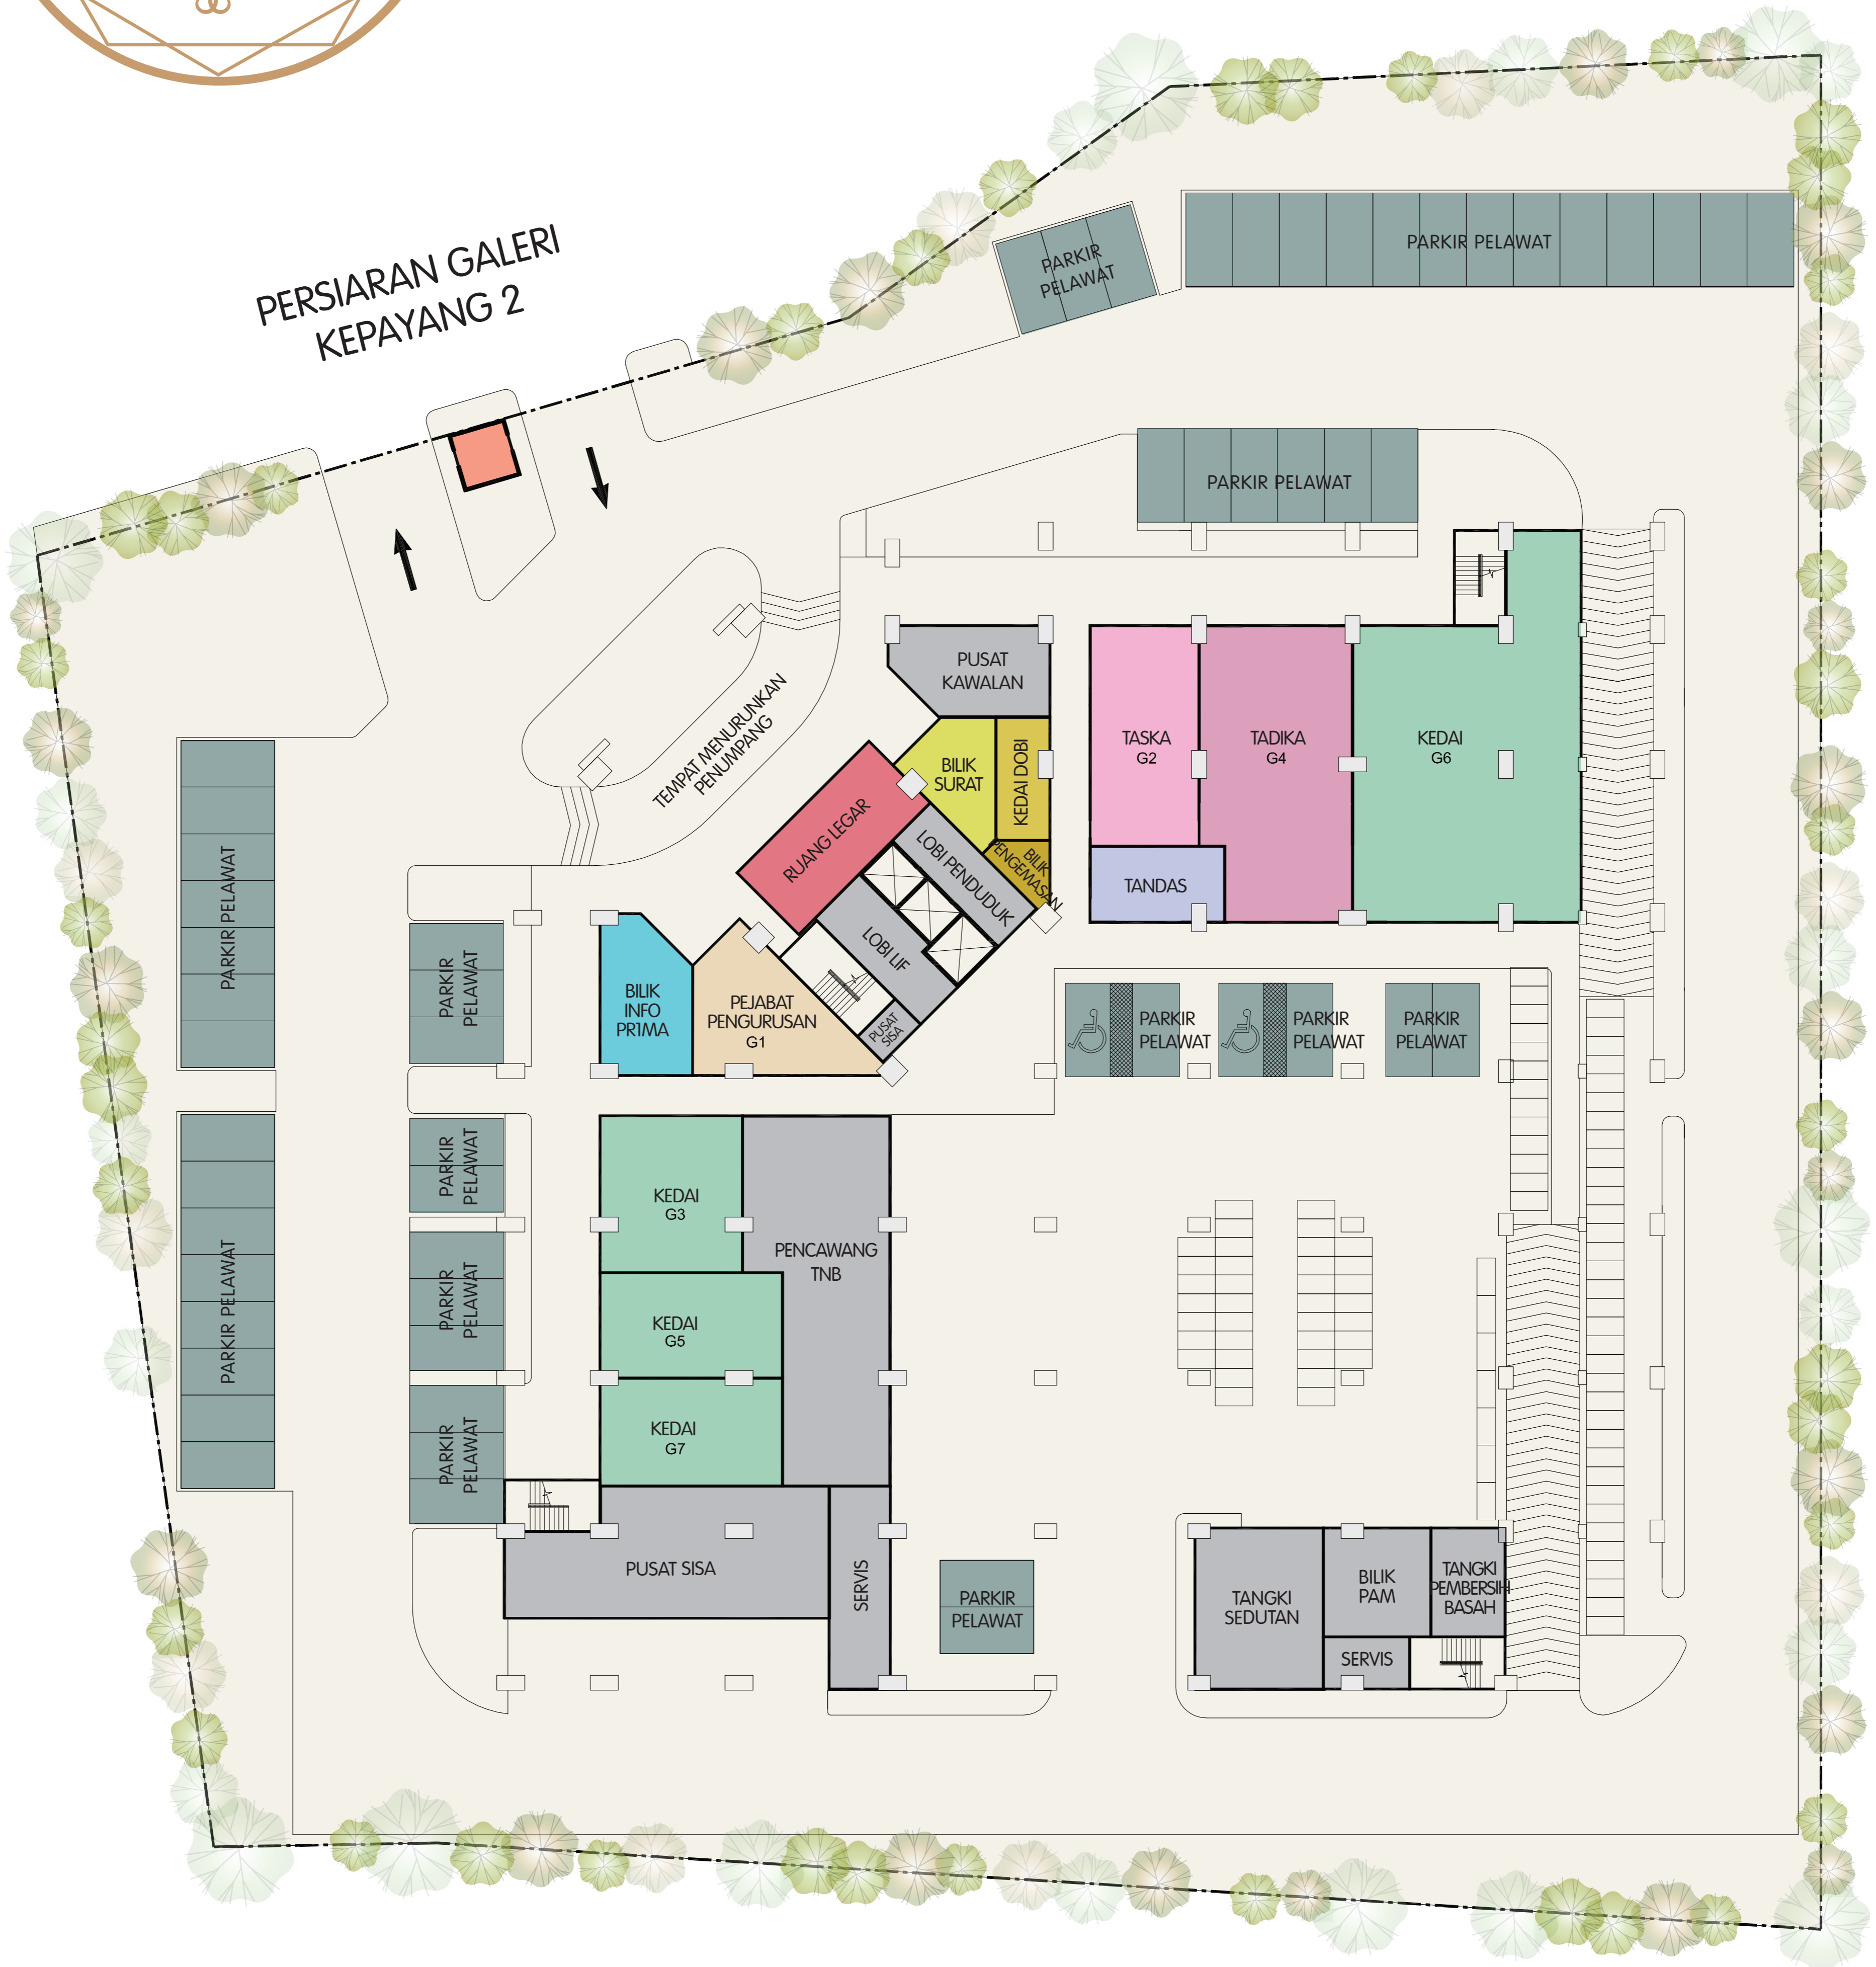 PERSIARAN GALERI
KEPAYANG 2
PARKIR
PELAWAT
PARKIR PELAWAT
PARKIR PELAWAT
PUSAT
KAWALAN
TEMPAT MENURUNKAN
PENUMPANG
BILIK
SURAT
KEDAI DOBI
TASKA
G2
TADIKA
G4
KEDAI
G6
RUANG LEGAR
LOBI PENDUDUK
BILIK
PENGEMASAN
TANDAS
LOBI LIF
PARKIR PELAWAT
PARKIR
PELAWAT
BILIK
INFO
PR1MA
PEJABAT
PENGURUSAN
G1
PUSAT
SISA
PARKIR
PELAWAT
PARKIR
PELAWAT
PARKIR
PELAWAT
PARKIR
PELAWAT
KEDAI
G3
PENCAWANG
TNB
PARKIR PELAWAT
PARKIR
PELAWAT
KEDAI
G5
PARKIR
PELAWAT
KEDAI
G7
PUSAT SISA
SERVIS
PARKIR
PELAWAT
TANGKI
SEDUTAN
BILIK
PAM
TANGKI
PEMBERSIH
BASAH
SERVIS